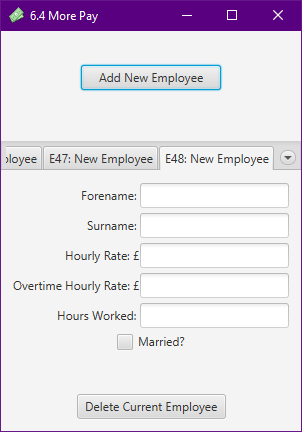 6.4 More Pay
Add New Employee
ployee E47: New Employee E48: New Employee
Forename:
Surname:
Hourly Rate: £
Overtime Hourly Rate: £
Hours Worked:
Married?
Delete Current Employee